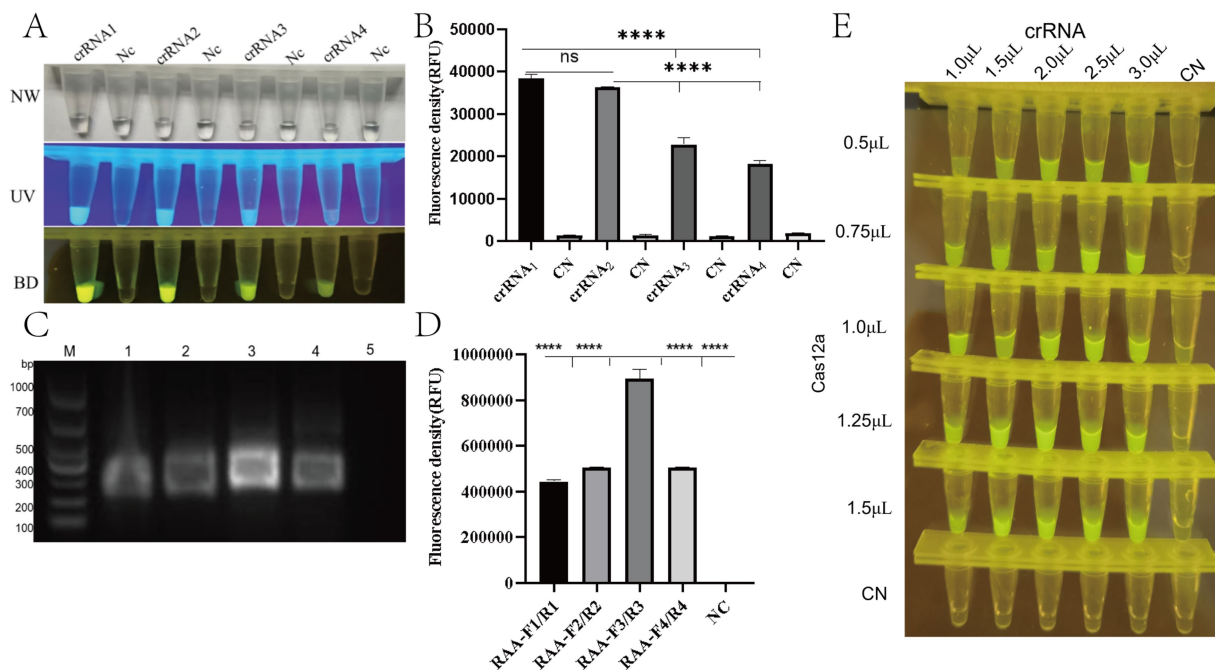 A
crRNA1 Nc crRNA2 Nc crRNA3 Nc crRNA4 Nc
NW
UV
BD
B
Fluorescence density(RFU)
50000
40000
30000
20000
10000
0
ns
****
****
crRNA1 CN crRNA2 CN crRNA3 CN crRNA4 CN
C
M 1 2 3 4 5
bp
1000
700
500
400
300
200
100
D
Fluorescence density(RFU)
1000000
800000
600000
400000
200000
0
**** **** **** ****
RAA-F1/R1 RAA-F2/R2 RAA-F3/R3 RAA-F4/R4 NC
E
crRNA
1.0μL 1.5μL 2.0μL 2.5μL 3.0μL CN
Cas12a
0.5μL
0.75μL
1.0μL
1.25μL
1.5μL
CN